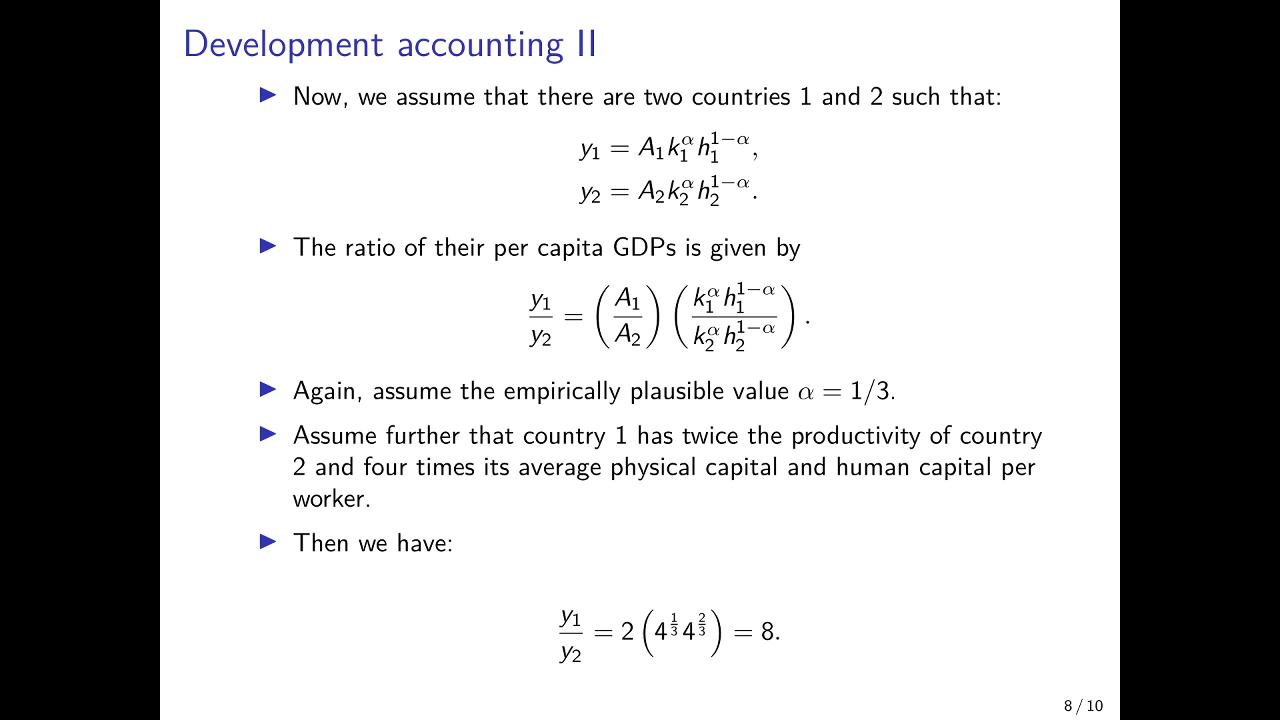 Development accounting II
▶ Now, we assume that there are two countries 1 and 2 such that:
y₁ = A₁k₁^α h₁^{1−α},
y₂ = A₂k₂^α h₂^{1−α}.
▶ The ratio of their per capita GDPs is given by
y₁/y₂ = (A₁/A₂) (k₁^α h₁^{1−α} / k₂^α h₂^{1−α}).
▶ Again, assume the empirically plausible value α = 1/3.
▶ Assume further that country 1 has twice the productivity of country
2 and four times its average physical capital and human capital per
worker.
▶ Then we have:
y₁/y₂ = 2 (4^{1/3} 4^{2/3}) = 8.
8 / 10